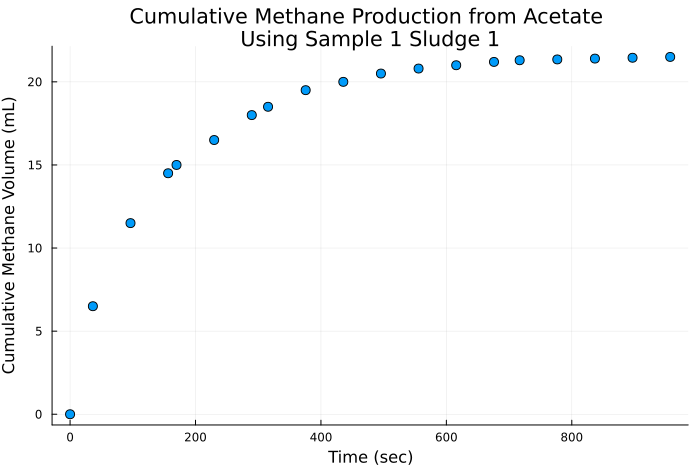 Cumulative Methane Production from Acetate
Using Sample 1 Sludge 1
Cumulative Methane Volume (mL)
20
15
10
5
0
0 200 400 600 800
Time (sec)